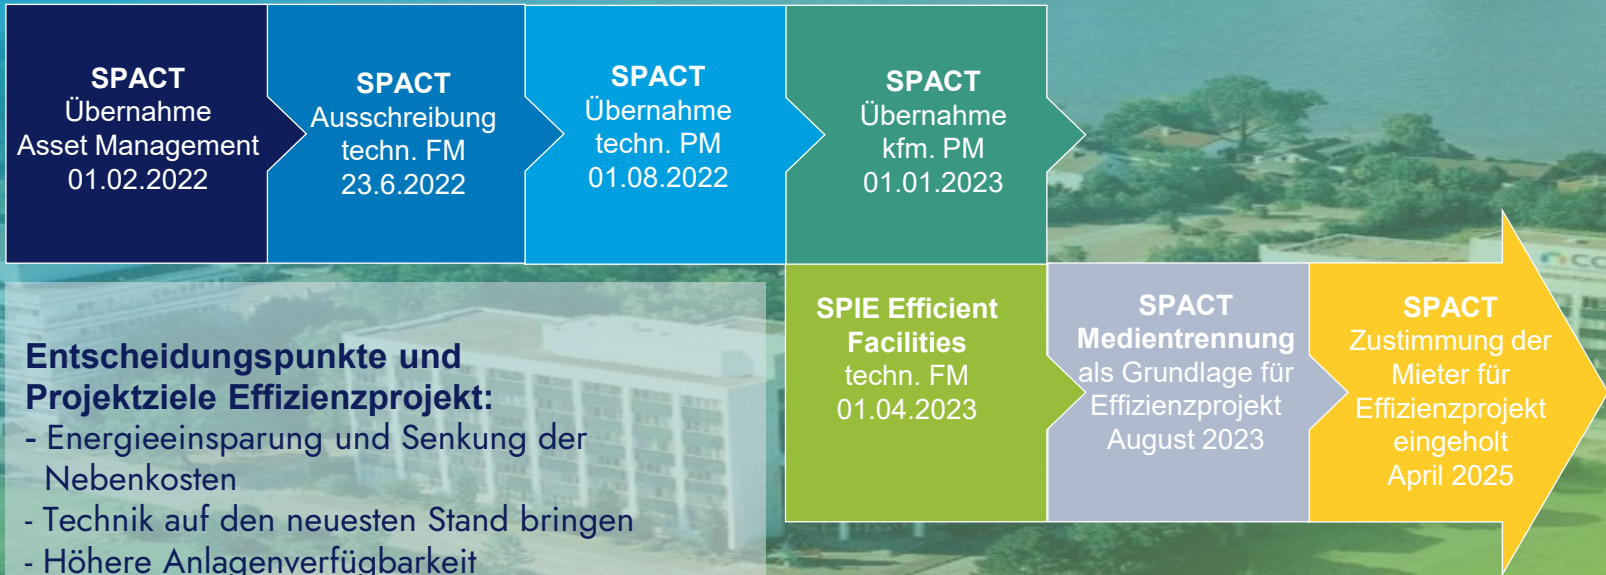 SPACT
Übernahme
Asset Management
01.02.2022
SPACT
Ausschreibung
techn. FM
23.6.2022
SPACT
Übernahme
techn. PM
01.08.2022
SPACT
Übernahme
kfm. PM
01.01.2023
SPIE Efficient
Facilities
techn. FM
01.04.2023
SPACT
Medientrennung
als Grundlage für
Effizienzprojekt
August 2023
SPACT
Zustimmung der
Mieter für
Effizienzprojekt
eingeholt
April 2025
Entscheidungspunkte und
Projektziele Effizienzprojekt:
- Energieeinsparung und Senkung der
Nebenkosten
- Technik auf den neuesten Stand bringen
- Höhere Anlagenverfügbarkeit